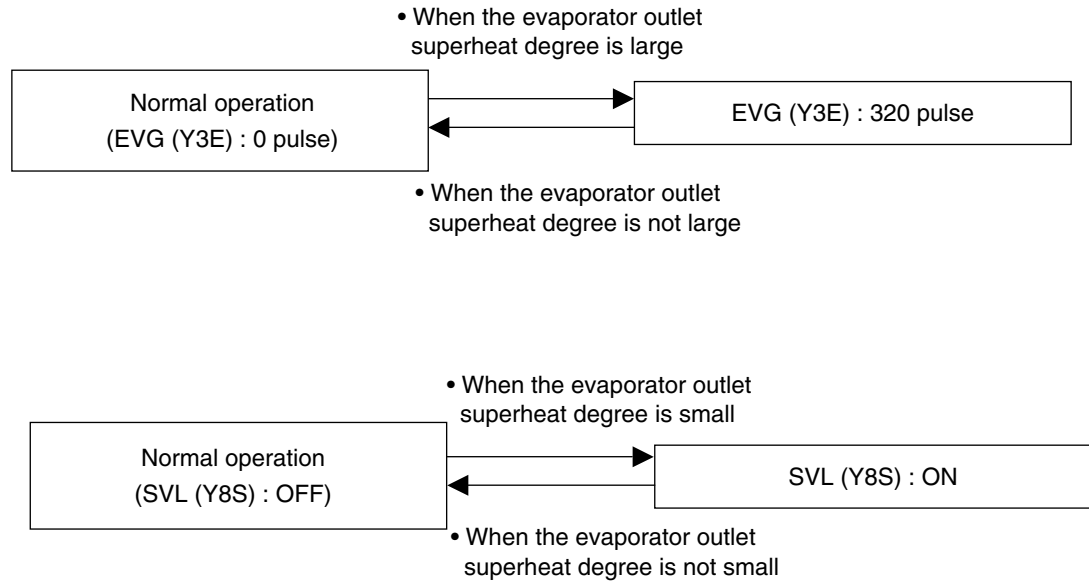 • When the evaporator outlet
superheat degree is large
Normal operation
(EVG (Y3E) : 0 pulse)
EVG (Y3E) : 320 pulse
• When the evaporator outlet
superheat degree is not large
• When the evaporator outlet
superheat degree is small
Normal operation
(SVL (Y8S) : OFF)
SVL (Y8S) : ON
• When the evaporator outlet
superheat degree is not small